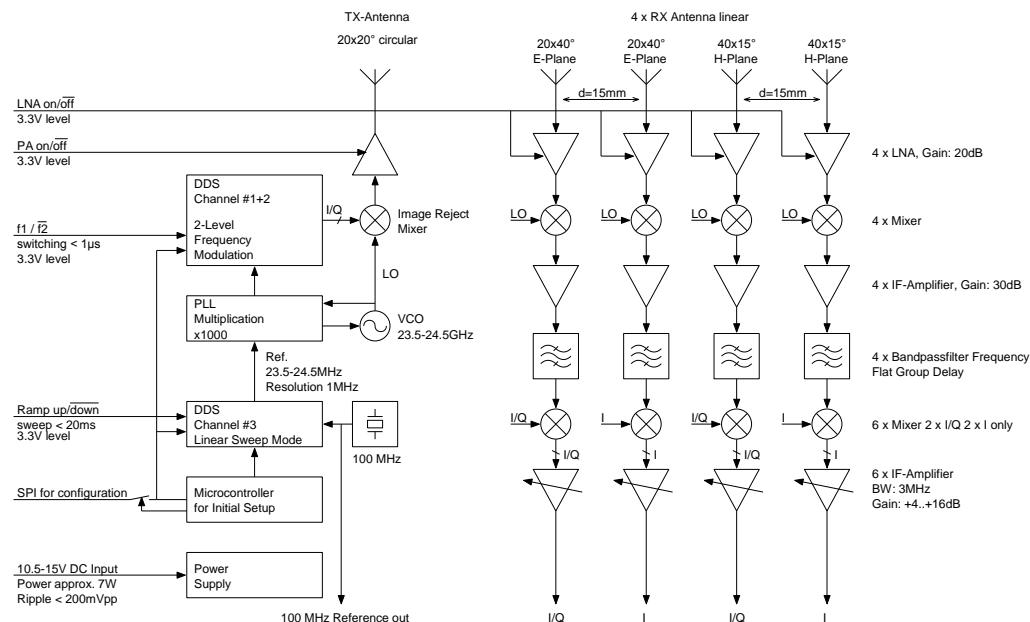 TX-Antenna
20x20° circular
4 x RX Antenna linear
20x40°
E-Plane
20x40°
E-Plane
40x15°
H-Plane
40x15°
H-Plane
d=15mm
d=15mm
LNA on/off
3.3V level
PA on/off
3.3V level
4 x LNA, Gain: 20dB
DDS
Channel #1+2
2-Level
Frequency
Modulation
I/Q
Image Reject
Mixer
LO
LO
LO
LO
4 x Mixer
f1 / f2
switching < 1µs
3.3V level
LO
4 x IF-Amplifier, Gain: 30dB
PLL
Multiplication
x1000
VCO
23.5-24.5GHz
Ref.
23.5-24.5MHz
Resolution 1MHz
4 x Bandpassfilter Frequency
Flat Group Delay
Ramp up/down
sweep < 20ms
3.3V level
DDS
Channel #3
Linear Sweep Mode
100 MHz
I/Q
I
I/Q
I
6 x Mixer 2 x I/Q 2 x I only
I/Q
I
I/Q
I
SPI for configuration
Microcontroller
for Initial Setup
6 x IF-Amplifier
BW: 3MHz
Gain: +4..+16dB
10.5-15V DC Input
Power approx. 7W
Ripple < 200mVpp
Power
Supply
100 MHz Reference out
I/Q
I
I/Q
I